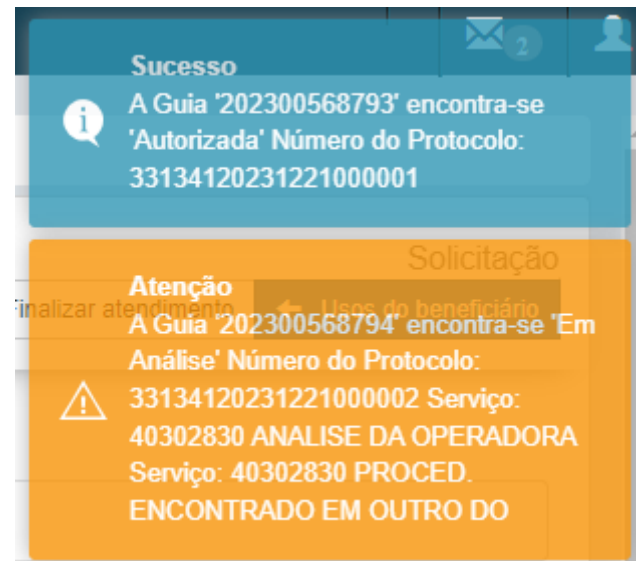 2
Sucesso
A Guia '202300568793' encontra-se
'Autorizada' Número do Protocolo:
33134120231221000001
Solicitação
Finalizar atendimento
Usos do beneficiário
Atenção
A Guia '202300568794' encontra-se 'Em
Análise' Número do Protocolo:
33134120231221000002 Serviço:
40302830 ANALISE DA OPERADORA
Serviço: 40302830 PROCED.
ENCONTRADO EM OUTRO DO